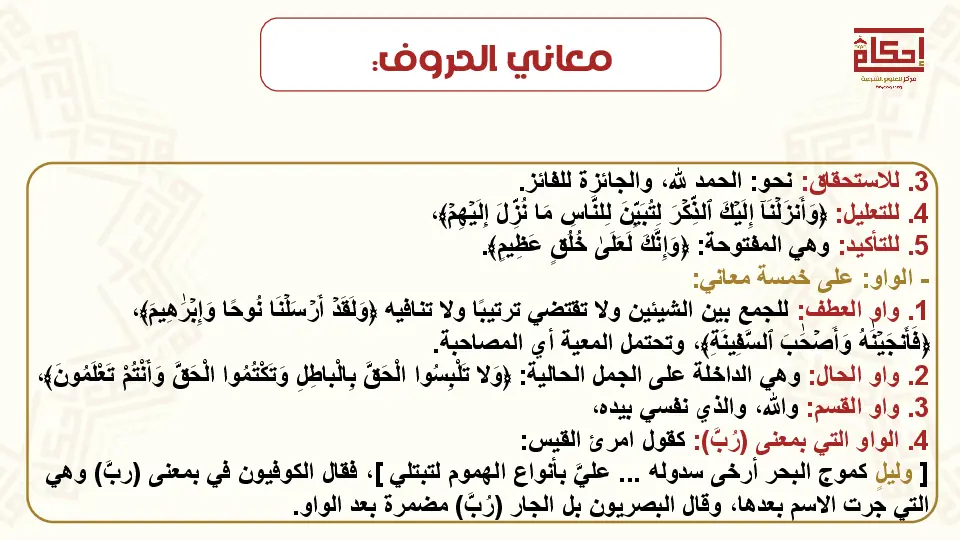 معاني الحروف:
إحكام
مركز للعلوم الشرعية
3. للاستحقاق: نحو: الحمد لله، والجائزة للفائز.
4. للتعليل: ﴿وَأَنزَلۡنَآ إِلَيۡكَ ٱلذِّكۡرَ لِتُبَيِّنَ لِلنَّاسِ مَا نُزِّلَ إِلَيۡهِمۡ﴾،
5. للتأكيد: وهي المفتوحة: ﴿وَإِنَّكَ لَعَلَىٰ خُلُقٍ عَظِيمٍ﴾.
- الواو: على خمسة معاني:
1. واو العطف: للجمع بين الشيئين ولا تقتضي ترتيبًا ولا تنافيه ﴿وَلَقَدۡ أَرۡسَلۡنَا نُوحًا وَإِبۡرَٰهِيمَ﴾،
﴿فَأَنجَيۡنَٰهُ وَأَصۡحَٰبَ ٱلسَّفِينَةِ﴾، وتحتمل المعية أي المصاحبة.
2. واو الحال: وهي الداخلة على الجمل الحالية: ﴿وَلا تَلْبِسُوا الْحَقَّ بِالْباطِلِ وَتَكْتُمُوا الْحَقَّ وَأَنْتُمْ تَعْلَمُونَ﴾،
3. واو القسم: والله، والذي نفسي بيده،
4. الواو التي بمعنى (رُبَّ): كقول امرئ القيس:
[ وليلٍ كموج البحر أرخى سدوله ... عليَّ بأنواع الهموم لتبتلي ]، فقال الكوفيون في بمعنى (ربَّ) وهي
التي جرت الاسم بعدها، وقال البصريون بل الجار (رُبَّ) مضمرة بعد الواو.